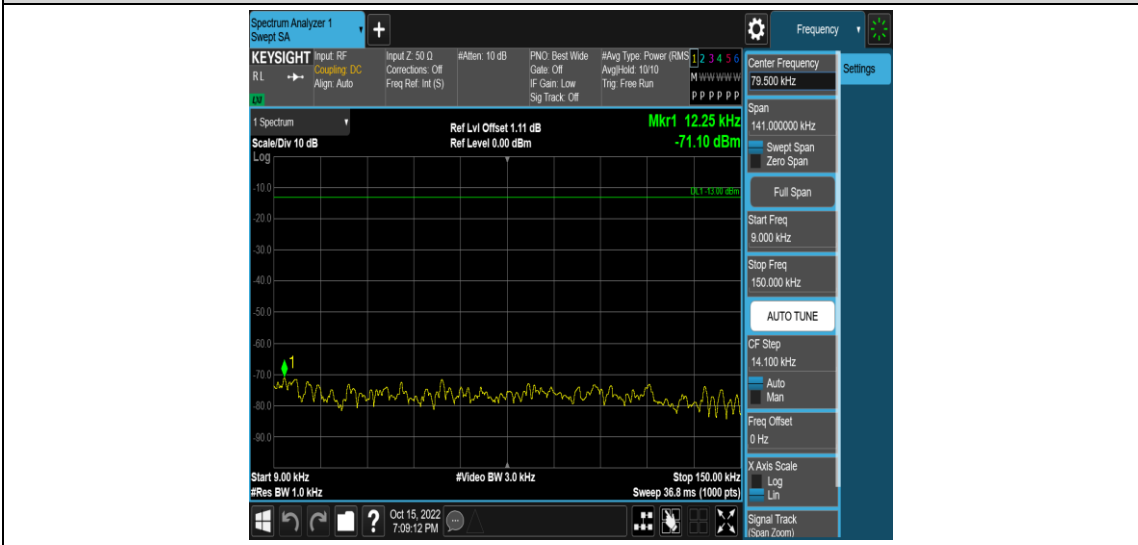 Spectrum Analyzer 1
Swept SA
+
Frequency
KEYSIGHT
RL
LXI
Input: RF
Coupling: DC
Align: Auto
Input Z: 50 Ω
Corrections: Off
Freq Ref: Int (S)
#Atten: 10 dB
PNO: Best Wide
Gate: Off
IF Gain: Low
Sig Track: Off
#Avg Type: Power (RMS
Avg|Hold: 10/10
Trig: Free Run
1 2 3 4 5 6
M W W W W W
P P P P P P
1 Spectrum
Scale/Div 10 dB
Log
Ref Lvl Offset 1.11 dB
Ref Level 0.00 dBm
Mkr1 12.25 kHz
-71.10 dBm
DL1 -13.00 dBm
-10.0
-20.0
-30.0
-40.0
-50.0
-60.0
-70.0
-80.0
-90.0
1
Start 9.00 kHz
#Res BW 1.0 kHz
#Video BW 3.0 kHz
Stop 150.00 kHz
Sweep 36.8 ms (1000 pts)
?
Oct 15, 2022
7:09:12 PM
Center Frequency
79.500 kHz
Settings
Span
141.000000 kHz
Swept Span
Zero Span
Full Span
Start Freq
9.000 kHz
Stop Freq
150.000 kHz
AUTO TUNE
CF Step
14.100 kHz
Auto
Man
Freq Offset
0 Hz
X Axis Scale
Log
Lin
Signal Track
(Span Zoom)